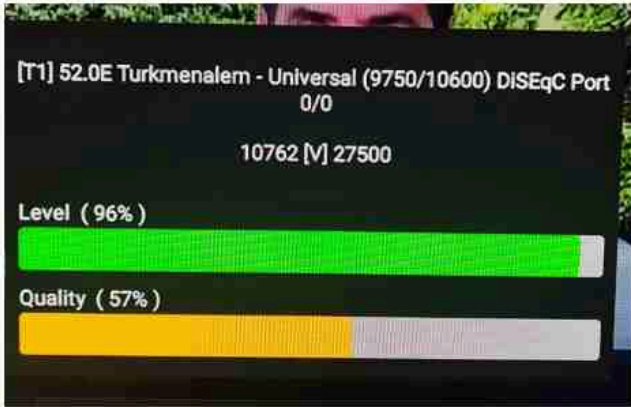 [T1] 52.0E Turkmenalem - Universal (9750/10600) DiSEqC Port
0/0
10762 [V] 27500
Level ( 96% )
Quality ( 57% )